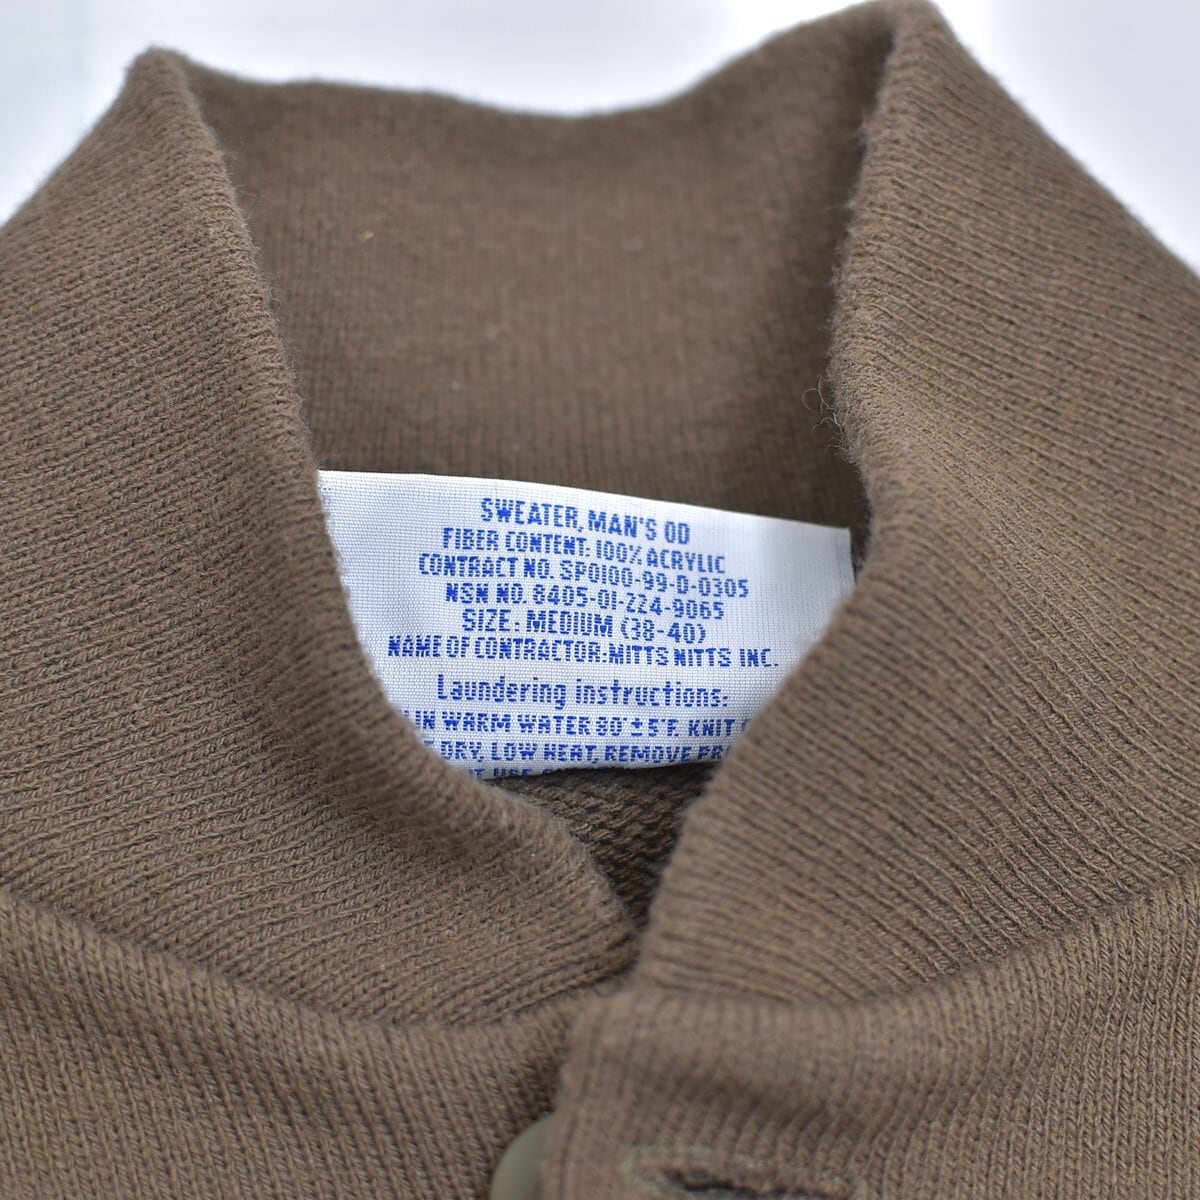 SWEATER, MAN'S OD
FIBER CONTENT: 100% ACRYLIC
CONTRACT NO. SP0100-99-D-0305
NSN NO. 8405-01-224-9065
SIZE: MEDIUM (38-40)
NAME OF CONTRACTOR: MITTS NITTS INC.
Laundering instructions:
IN WARM WATER 80°±5°F. KNIT
DRY, LOW HEAT, REMOVE
USE